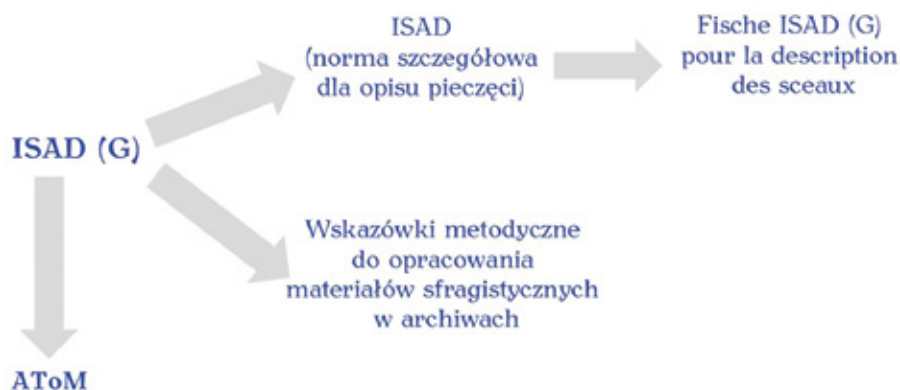 ISAD
(norma szczegółowa
dla opisu pieczęci)
Fische ISAD (G)
pour la description
des sceaux
ISAD (G)
Wskazówki metodyczne
do opracowania
materiałów sfragistycznych
w archiwach
AToM